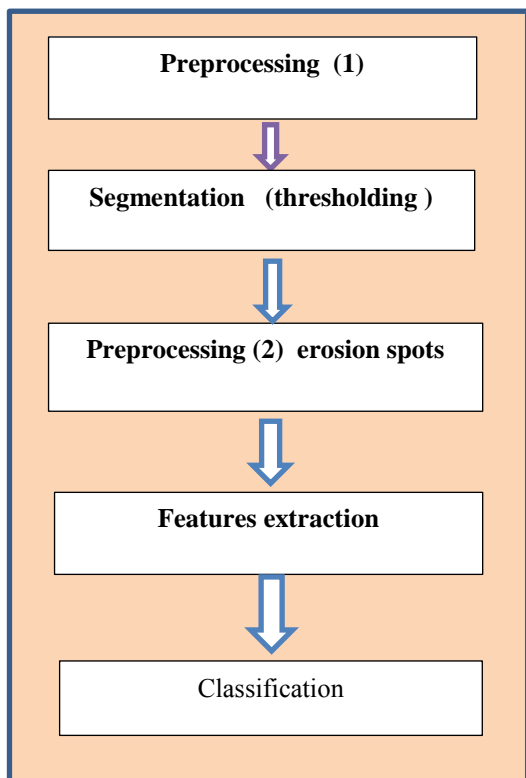 Preprocessing (1)
Segmentation (thresholding )
Preprocessing (2) erosion spots
Features extraction
Classification